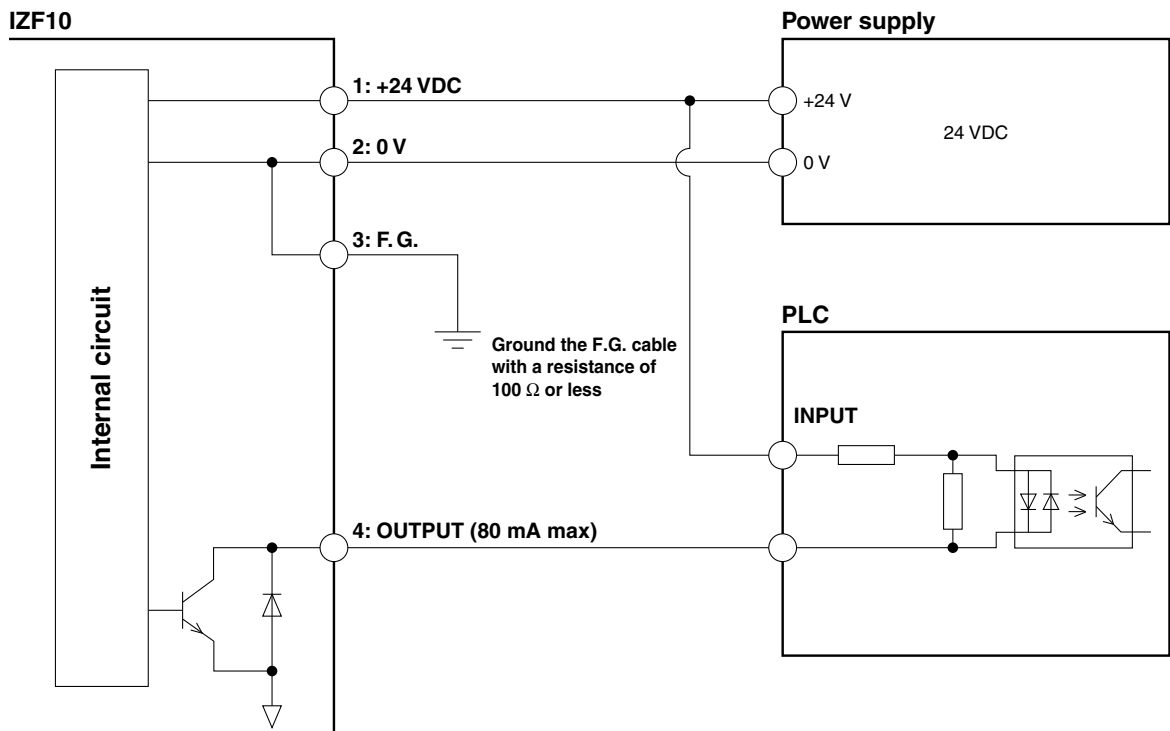 IZF10
Power supply
1: +24 VDC
+24 V
24 VDC
2: 0 V
0 V
3: F. G.
Internal circuit
Ground the F.G. cable
with a resistance of
100 Ω or less
PLC
INPUT
4: OUTPUT (80 mA max)